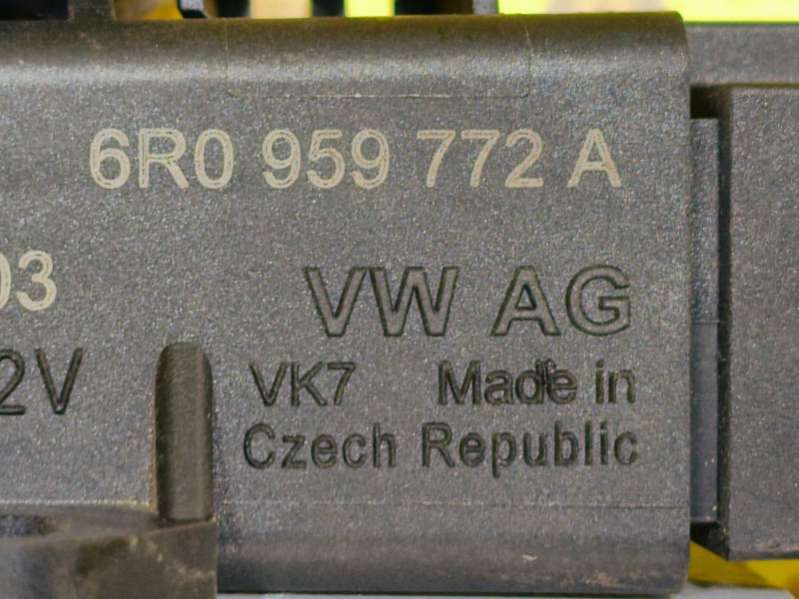 6R0 959 772 A
03
VW AG
2V
VK7 Made in
Czech Republic